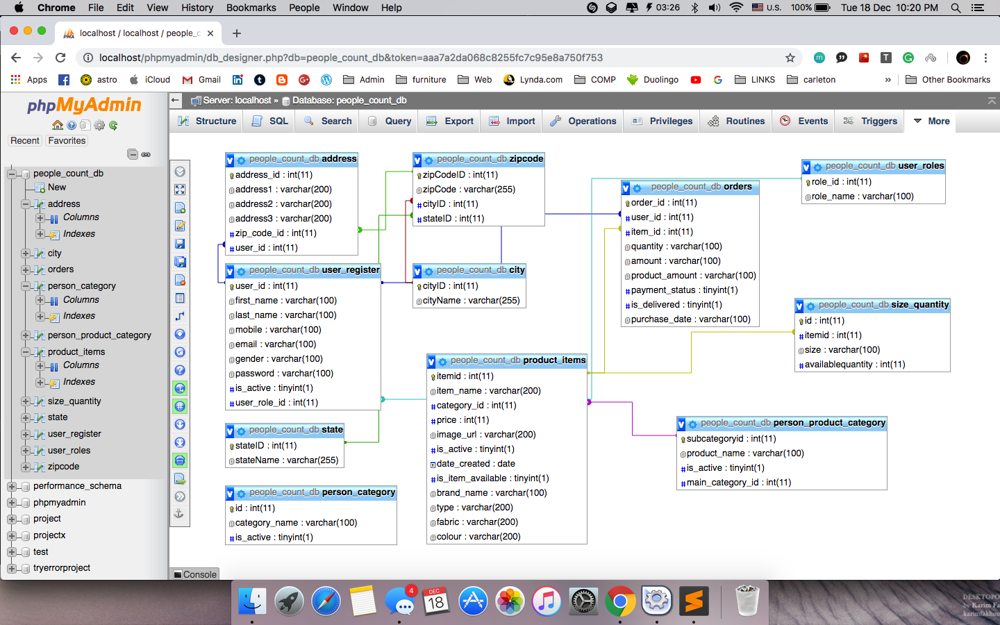 Chrome File Edit View History Bookmarks People Window Help 03:26 U.S. 100% Tue 18 Dec 10:20 PM
localhost / localhost / people_c
localhost/phpmyadmin/db_designer.php?db=people_count_db&token=aaa7a2da068c8255fc7c95e8a750f753
Apps astro iCloud Gmail Admin furniture Web Lynda.com COMP Duolingo LINKS carleton » Other Bookmarks
phpMyAdmin
Recent Favorites
people_count_db
New
address
Columns
Indexes
city
orders
person_category
Columns
Indexes
person_product_category
product_items
Columns
Indexes
size_quantity
state
user_register
user_roles
zipcode
performance_schema
phpmyadmin
project
projectx
test
tryerrorproject
Server: localhost » Database: people_count_db
Structure SQL Search Query Export Import Operations Privileges Routines Events Triggers More
people_count_db address
address_id : int(11)
address1 : varchar(200)
address2 : varchar(200)
address3 : varchar(200)
zip_code_id : int(11)
user_id : int(11)
people_count_db zipcode
zipCodeID : int(11)
zipCode : varchar(255)
cityID : int(11)
stateID : int(11)
people_count_db orders
order_id : int(11)
user_id : int(11)
item_id : int(11)
quantity : varchar(100)
amount : varchar(100)
product_amount : varchar(100)
payment_status : tinyint(1)
is_delivered : tinyint(1)
purchase_date : varchar(100)
people_count_db user_roles
role_id : int(11)
role_name : varchar(100)
people_count_db user_register
user_id : int(11)
first_name : varchar(100)
last_name : varchar(100)
mobile : varchar(100)
email : varchar(100)
gender : varchar(100)
password : varchar(100)
is_active : tinyint(1)
user_role_id : int(11)
people_count_db city
cityID : int(11)
cityName : varchar(255)
people_count_db size_quantity
id : int(11)
itemid : int(11)
size : varchar(100)
availablequantity : int(11)
people_count_db product_items
itemid : int(11)
item_name : varchar(200)
category_id : int(11)
price : int(11)
image_url : varchar(200)
is_active : tinyint(1)
date_created : date
is_item_available : tinyint(1)
brand_name : varchar(100)
type : varchar(200)
fabric : varchar(200)
colour : varchar(200)
people_count_db state
stateID : int(11)
stateName : varchar(255)
people_count_db person_product_category
subcategoryid : int(11)
product_name : varchar(100)
is_active : tinyint(1)
main_category_id : int(11)
people_count_db person_category
id : int(11)
category_name : varchar(100)
is_active : tinyint(1)
Console
4
DEC
18
DESKTOPO
by Karim Fa
karimfakhou